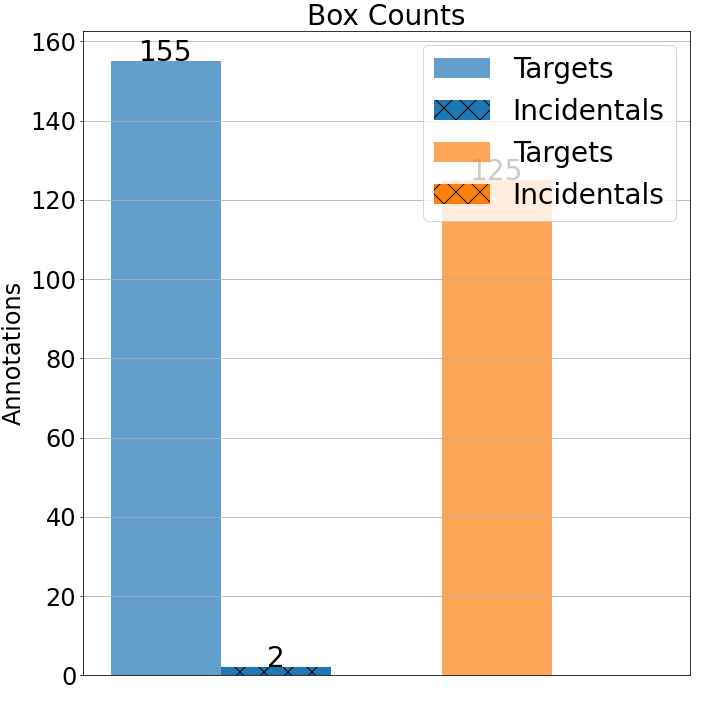 Box Counts
Annotations
160
140
120
100
80
60
40
20
0
155
2
125
Targets
Incidentals
Targets
Incidentals